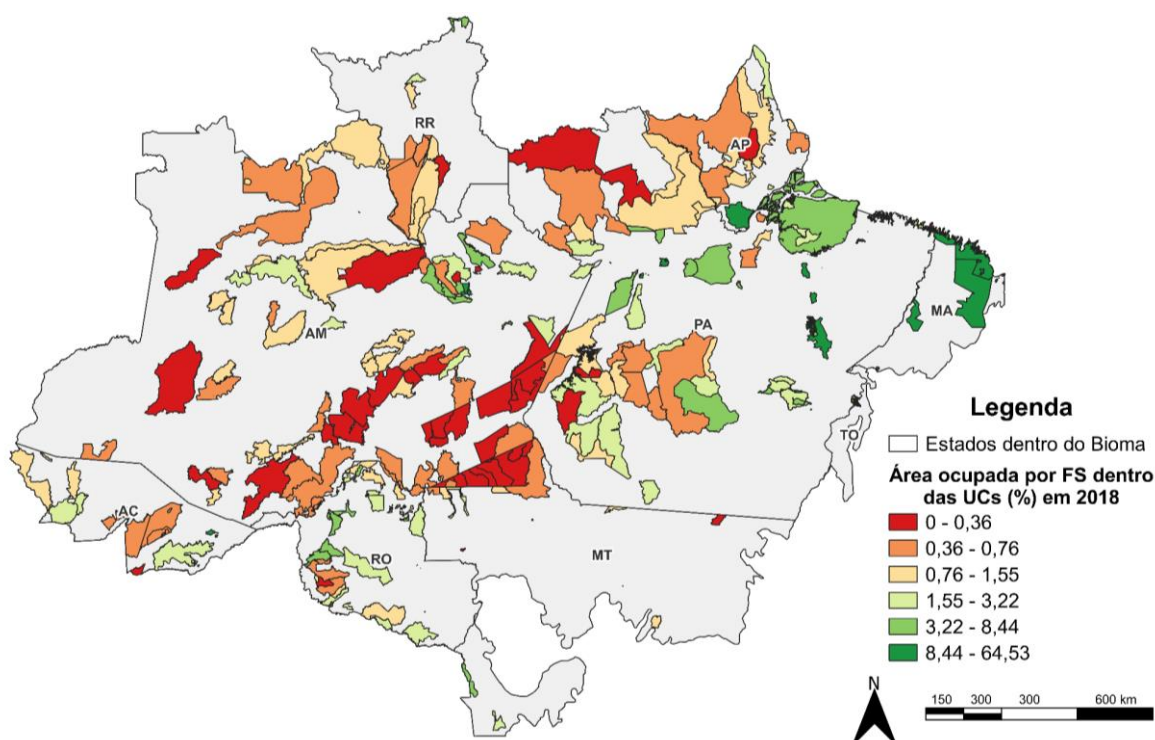 RR
AP
AM
PA
MA
TO
AC
RO
MT
Legenda
Estados dentro do Bioma
Área ocupada por FS dentro
das UCs (%) em 2018
0 - 0,36
0,36 - 0,76
0,76 - 1,55
1,55 - 3,22
3,22 - 8,44
8,44 - 64,53
N
150 300 300 600 km